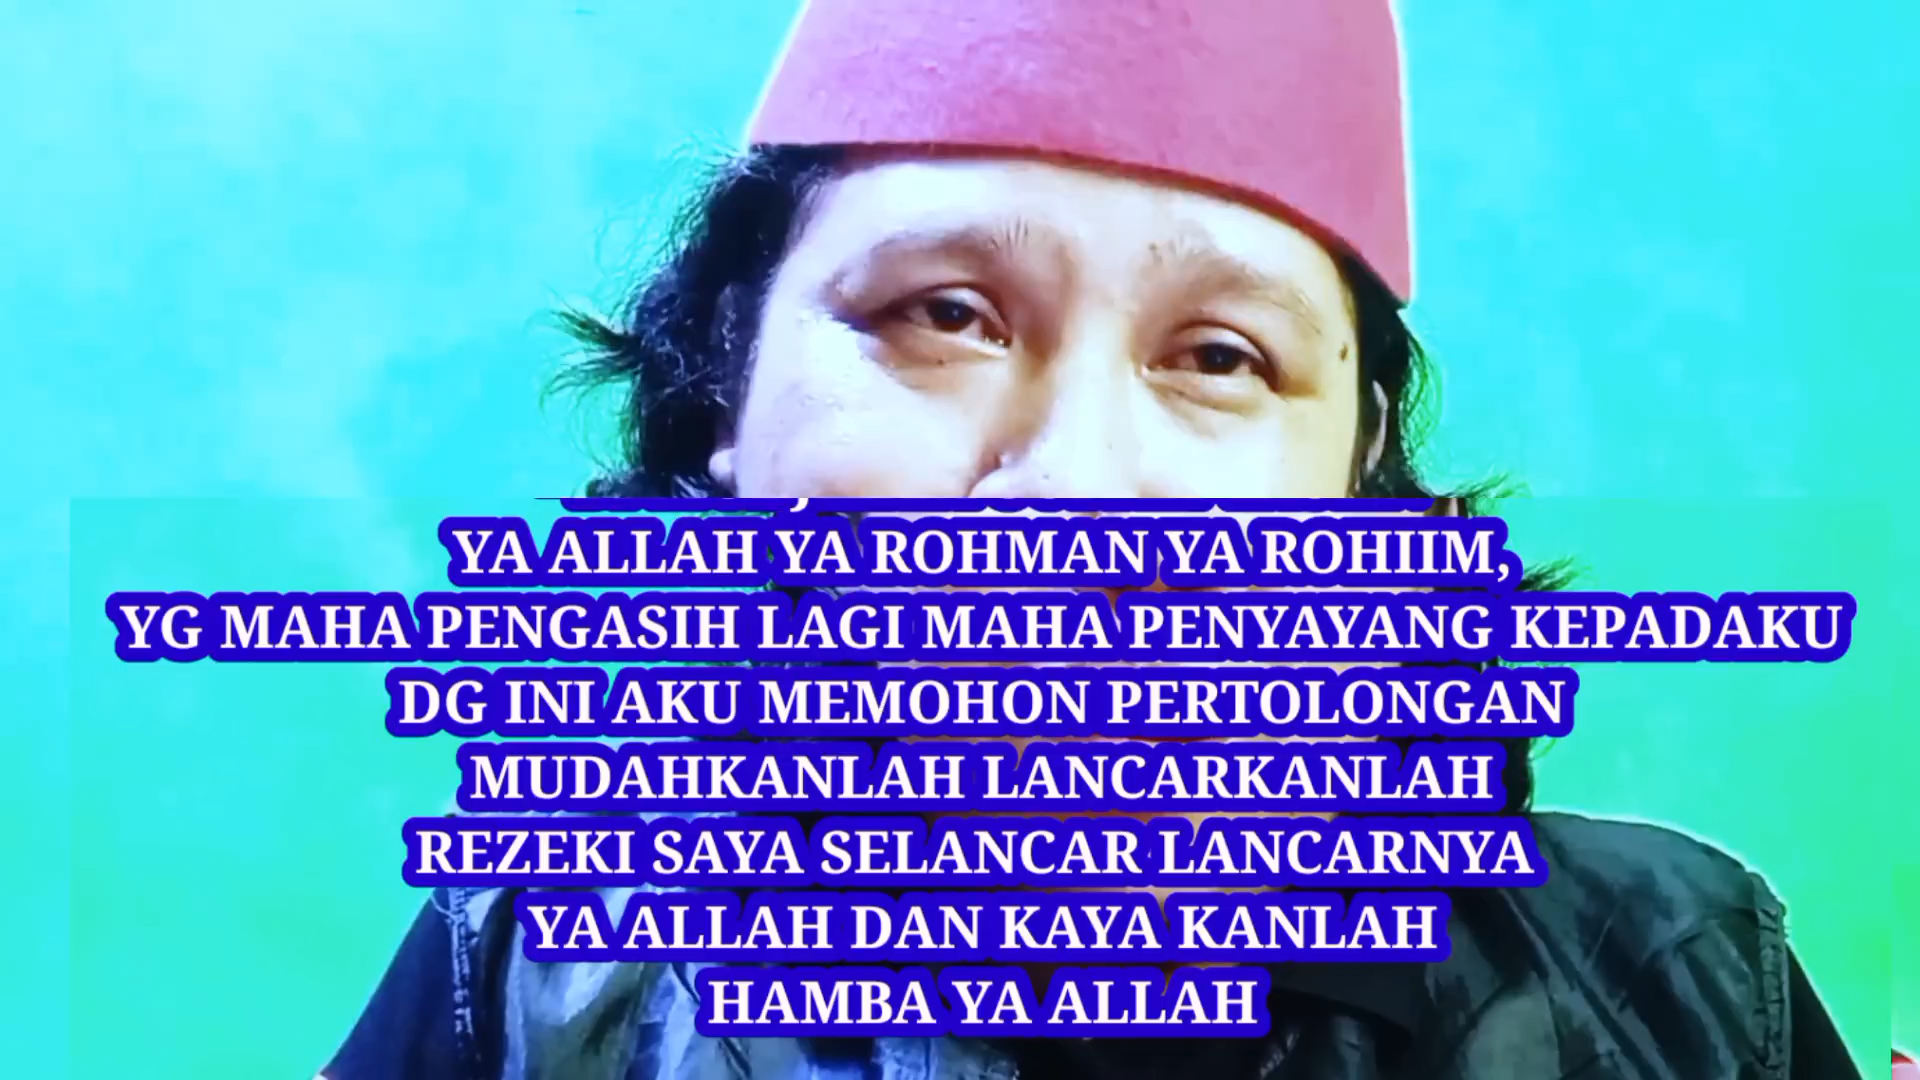 YA ALLAH YA ROHMAN YA ROHIIM,
YG MAHA PENGASIH LAGI MAHA PENYAYANG KEPADAKU
DG INI AKU MEMOHON PERTOLONGAN
MUDAHKANLAH LANCARKANLAH
REZEKI SAYA SELANCAR LANCARNYA
YA ALLAH DAN KAYA KANLAH
HAMBA YA ALLAH